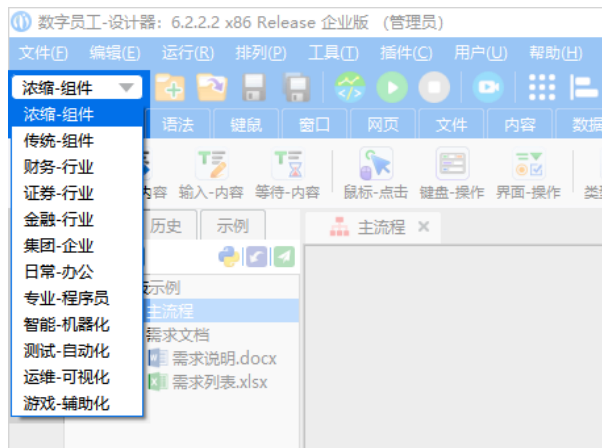 数字员工-设计器: 6.2.2.2 x86 Release 企业版 (管理员)
文件(F) 编辑(E) 运行(R) 排列(P) 工具(T) 插件(C) 用户(U) 帮助(H)
浓缩-组件
浓缩-组件
语法 键鼠 窗口 网页 文件 内容 数据
传统-组件
财务-行业
证券-行业
内容 输入-内容 等待-内容 鼠标-点击 键盘-操作 界面-操作
金融-行业
历史 示例 主流程
集团-企业
日常-办公
示例
专业-程序员
主流程
智能-机器化
需求文档
测试-自动化
需求说明.docx
运维-可视化
需求列表.xlsx
游戏-辅助化